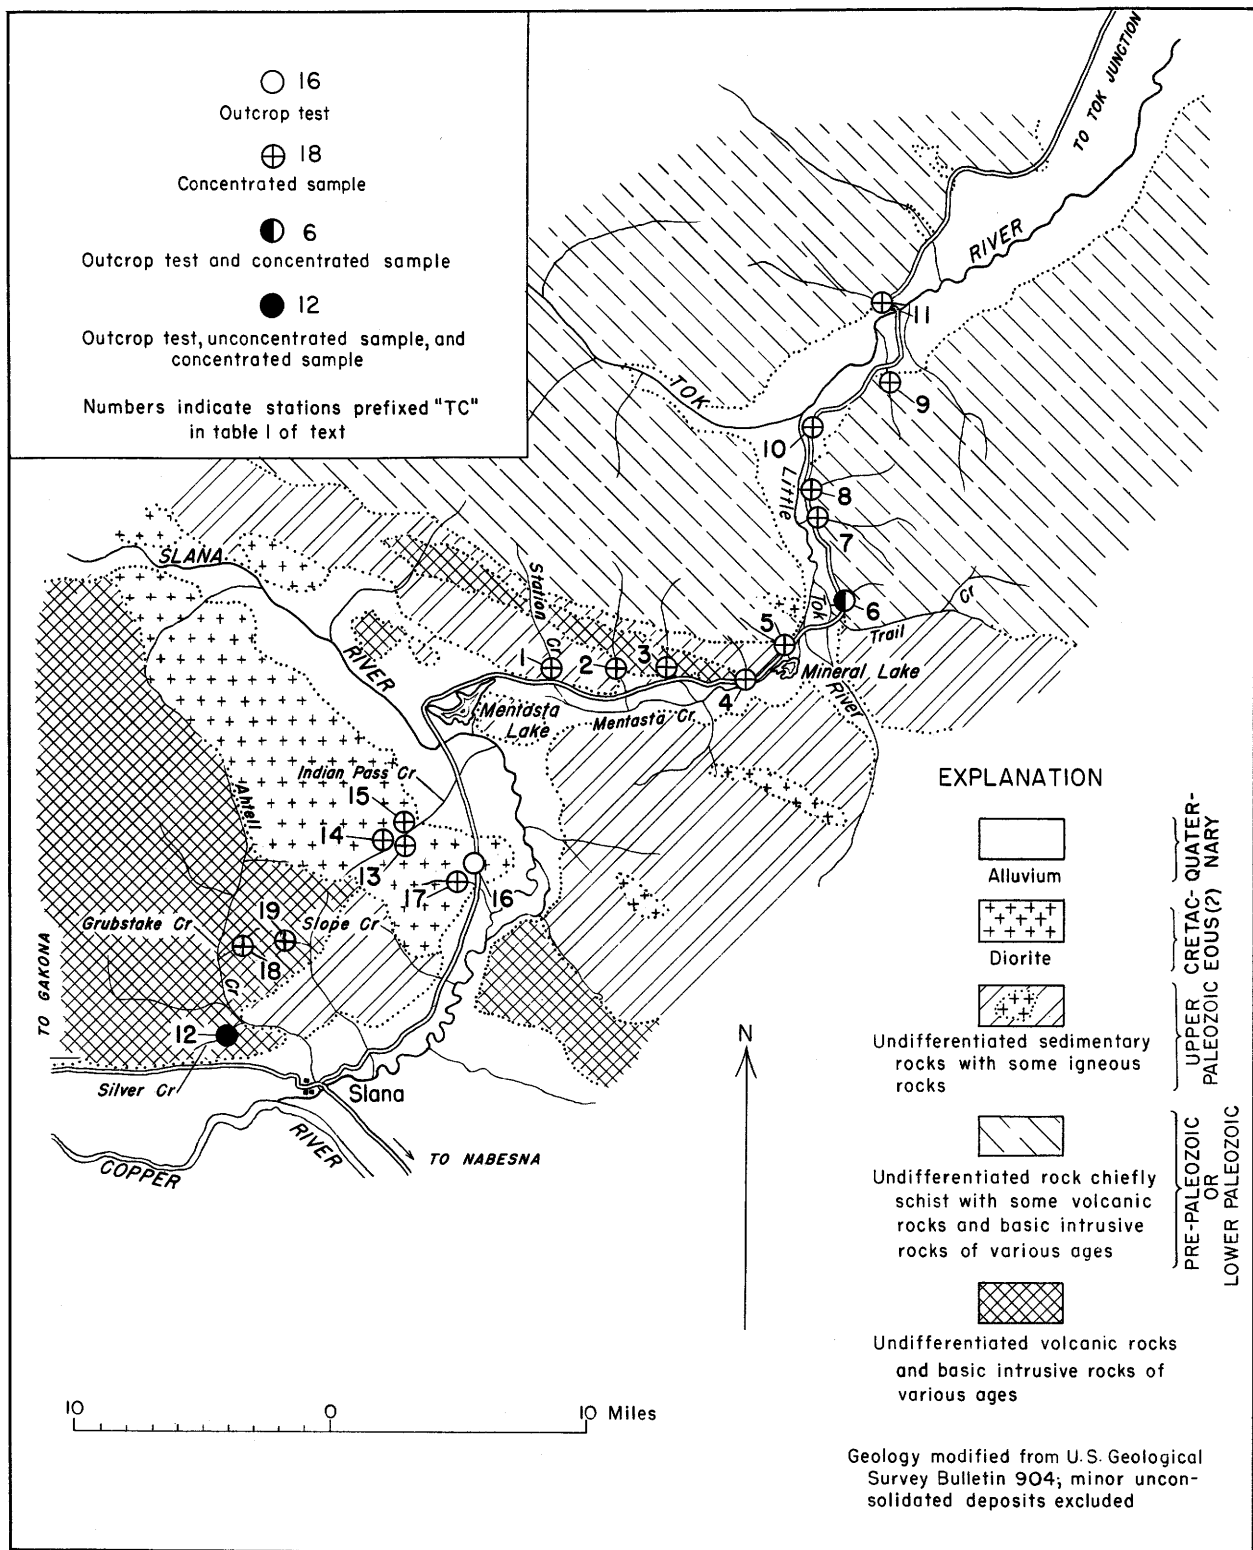 16
Outcrop test
18
Concentrated sample
6
Outcrop test and concentrated sample
12
Outcrop test, unconcentrated sample, and
concentrated sample
Numbers indicate stations prefixed "TC"
in table I of text
TO TOK JUNCTION
RIVER
11
TOK
9
10
Little
8
7
SLANA
Station
Cr
Tok
6
Cr
Trail
5
1
2
3
RIVER
4
Mineral Lake
River
Mentasta
Lake
Mentasta Cr
Indian Pass Cr
15
Ahtell
14
13
17
16
19
Grubstake Cr
Slope Cr
18
Cr
TO GAKONA
12
Silver Cr
Slana
N
COPPER
RIVER
TO NABESNA
EXPLANATION
Alluvium
QUATER-
NARY
Diorite
CRETAC-
EOUS(?)
Undifferentiated sedimentary
rocks with some igneous
rocks
UPPER
PALEOZOIC
Undifferentiated rock chiefly
schist with some volcanic
rocks and basic intrusive
rocks of various ages
PRE-PALEOZOIC
OR
LOWER PALEOZOIC
Undifferentiated volcanic rocks
and basic intrusive rocks of
various ages
10
0
10 Miles
Geology modified from U.S. Geological
Survey Bulletin 904; minor uncon-
solidated deposits excluded